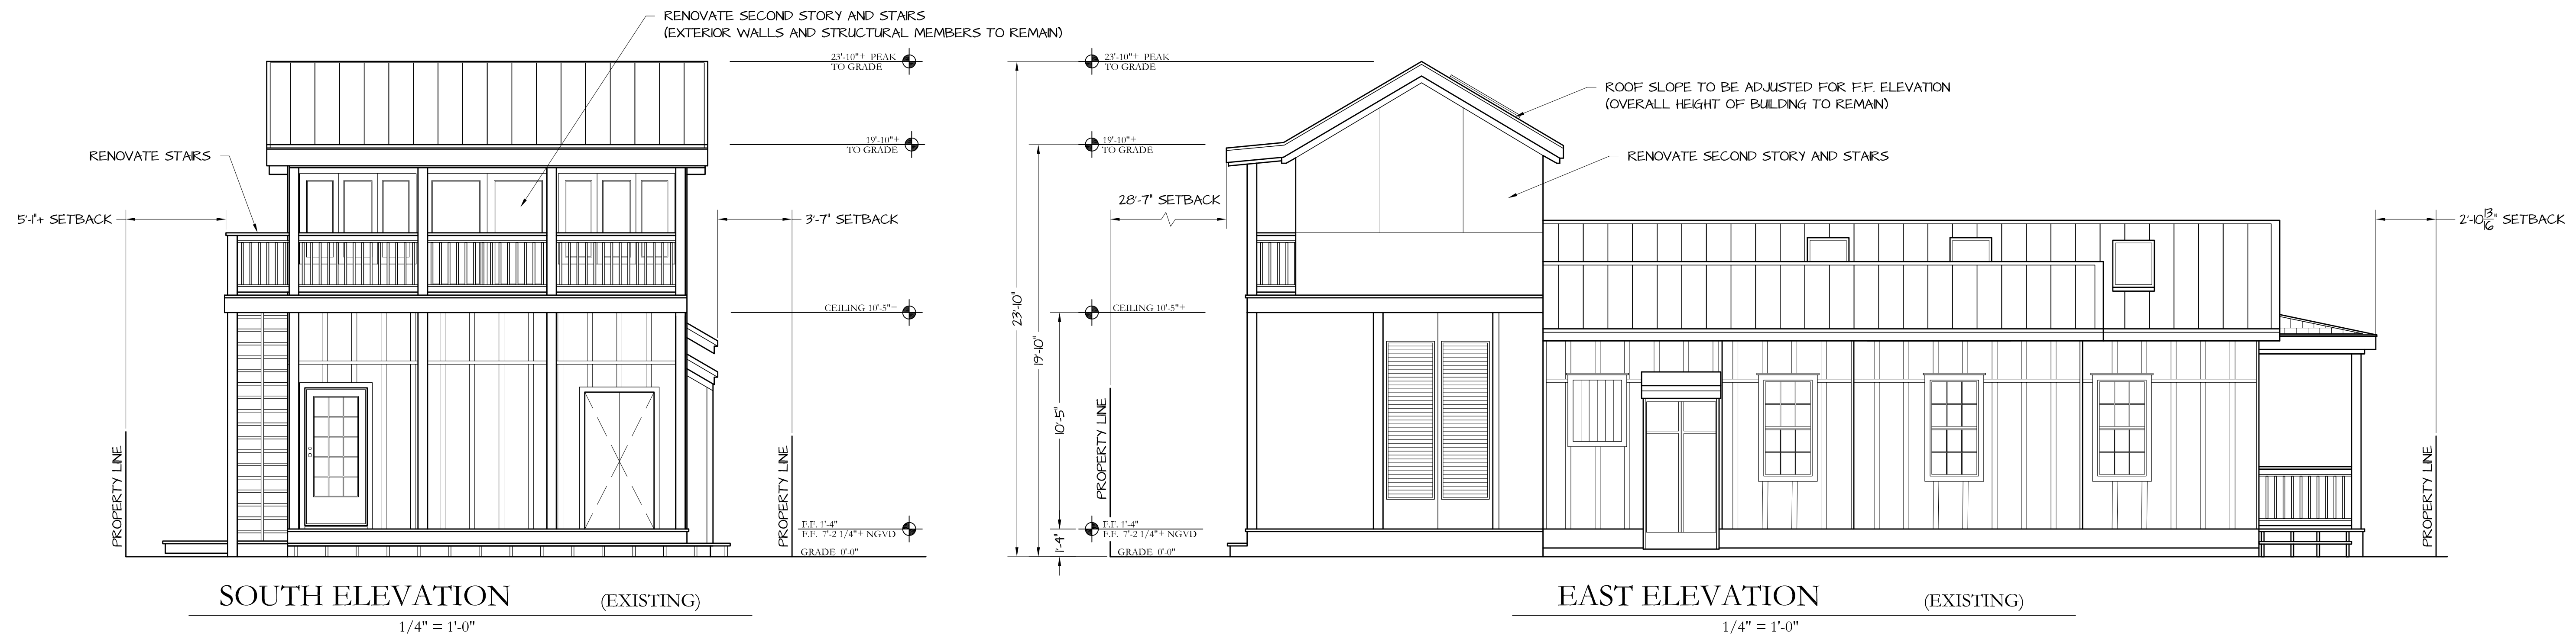 RENOVATE SECOND STORY AND STAIRS
(EXTERIOR WALLS AND STRUCTURAL MEMBERS TO REMAIN)
23'-10"± PEAK
TO GRADE
19'-10"±
TO GRADE
RENOVATE STAIRS
5'-1"+ SETBACK
3'-7" SETBACK
CEILING 10'-5"±
PROPERTY LINE
PROPERTY LINE
F.F. 1'-4"
F.F. 7'-2 1/4"± NGVD
GRADE 0'-0"
SOUTH ELEVATION (EXISTING)
1/4" = 1'-0"
23'-10"± PEAK
TO GRADE
ROOF SLOPE TO BE ADJUSTED FOR F.F. ELEVATION
(OVERALL HEIGHT OF BUILDING TO REMAIN)
19'-10"±
TO GRADE
RENOVATE SECOND STORY AND STAIRS
28'-7" SETBACK
2'-10 13/16" SETBACK
23'-10"
19'-10"
CEILING 10'-5"±
10'-5"
1'-4"
PROPERTY LINE
PROPERTY LINE
F.F. 1'-4"
F.F. 7'-2 1/4"± NGVD
GRADE 0'-0"
EAST ELEVATION (EXISTING)
1/4" = 1'-0"